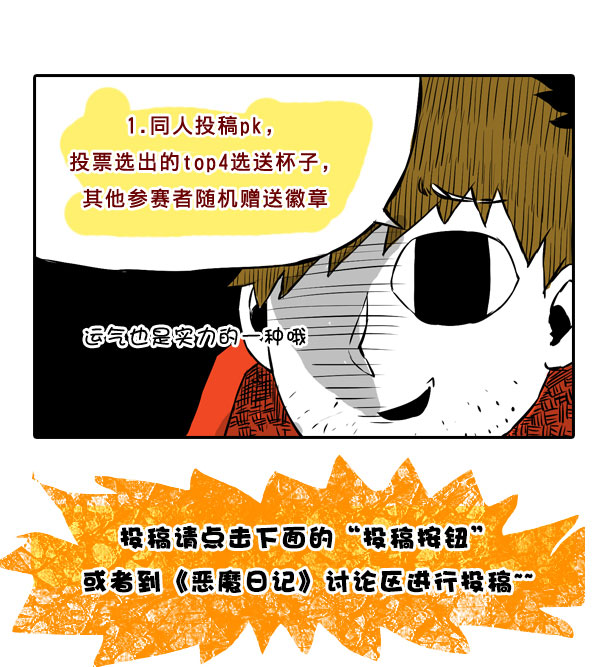 1.同人投稿pk，
投票选出的top4选送杯子，
其他参赛者随机赠送徽章
运气也是实力的一种哦
投稿请点击下面的“投稿按钮”
或者到《恶魔日记》讨论区进行投稿~~